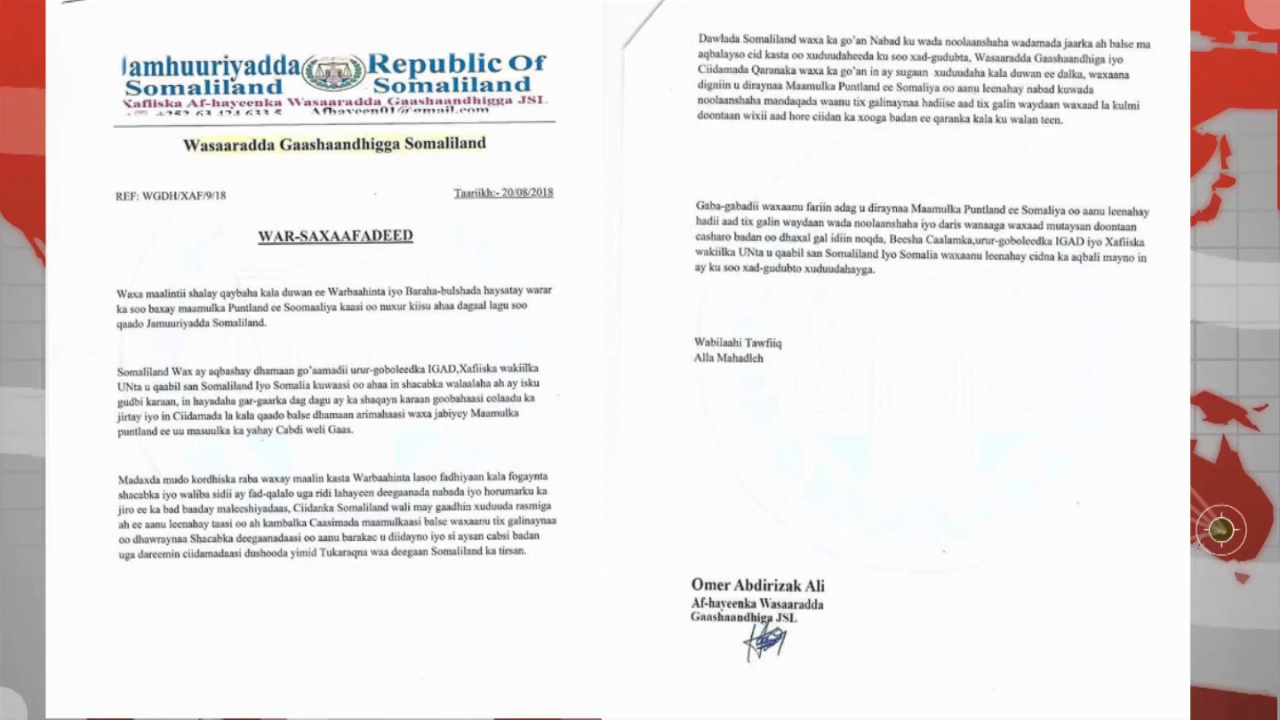 Jamhuuriyadda Somaliland
Republic Of Somaliland
Xafiiska Af-hayeenka Wasaaradda Gaashaandhigga JSL
Afhayeen01@gmail.com
Wasaaradda Gaashaandhigga Somaliland
REF: WGDH/XAF/9/18
Taariikh:- 20/08/2018
WAR-SAXAAFADEED
Waxa maalintii shalay qaybaha kala duwan ee Warbaahinta iyo Baraha-bulshada haysatay warar
ka soo baxay maamulka Puntland ee Soomaaliya kaasi oo nuxur kiisu ahaa dagaal lagu soo
qaado Jamuuriyadda Somaliland.
Somaliland Wax ay aqbashay dhamaan go'aamadii urur-goboleedka IGAD,Xafiiska wakiilka
UNta u qaabil san Somaliland Iyo Somalia kuwaasi oo ahaa in shacabka walaalaha ah ay isku
gudbi karaan, in hayadaha gar-gaarka dag dagu ay ka shaqayn karaan goobahaasi colaadu ka
jirtay iyo in Ciidamada la kala qaado balse dhamaan arimahaasi waxa jabiyey Maamulka
puntland ee uu masuulka ka yahay Cabdi weli Gaas.
Madaxda mudo kordhiska raba waxay maalin kasta Warbaahinta lasoo fadhiyaan kala fogaynta
shacabka iyo waliba sidii ay fad-qalalo uga ridi lahayeen deegaanada nabada iyo horumarku ka
jiro ee ka bad baaday maleeshiyadaas, Ciidanka Somaliland wali may gaadhin xuduuda rasmiga
ah ee aanu leenahay taasi oo ah kambalka Caasimada maamulkaasi balse waxaanu tix galinaynaa
oo dhawraynaa Shacabka deegaanadaasi oo aanu barakac u diidayno iyo si aysan cabsi badan
uga dareemin ciidamadaasi dushooda yimid Tukaraqna waa deegaan Somaliland ka tirsan.
Dawlada Somaliland waxa ka go'an Nabad ku wada noolaanshaha wadamada jaarka ah balse ma
aqbalayso cid kasta oo xuduudaheeda ku soo xad-gudubta, Wasaaradda Gaashaandhiga iyo
Ciidamada Qaranaka waxa ka go'an in ay sugaan xuduudaha kala duwan ee dalka, waxaana
digniin u diraynaa Maamulka Puntland ee Somaliya oo aanu leenahay nabad kuwada
noolaanshaha mandaqada waanu tix galinaynaa hadiise aad tix galin waydaan waxaad la kulmi
doontaan wixii aad hore ciidan ka xooga badan ee qaranka kala ku walan teen.
Gaba-gabadii waxaanu fariin adag u diraynaa Maamulka Puntland ee Somaliya oo aanu leenahay
hadii aad tix galin waydaan wada noolaanshaha iyo daris wanaaga waxaad mutaysan doontaan
casharo badan oo dhaxal gal idiin noqda, Beesha Caalamka,urur-goboleedka IGAD iyo Xafiiska
wakiilka UNta u qaabil san Somaliland Iyo Somalia waxaanu leenahay cidna ka aqbali mayno in
ay ku soo xad-gudubto xuduudahayga.
Wabilaahi Tawfiiq
Alla Mahadleh
Omer Abdirizak Ali
Af-hayeenka Wasaaradda
Gaashaandhiga JSL